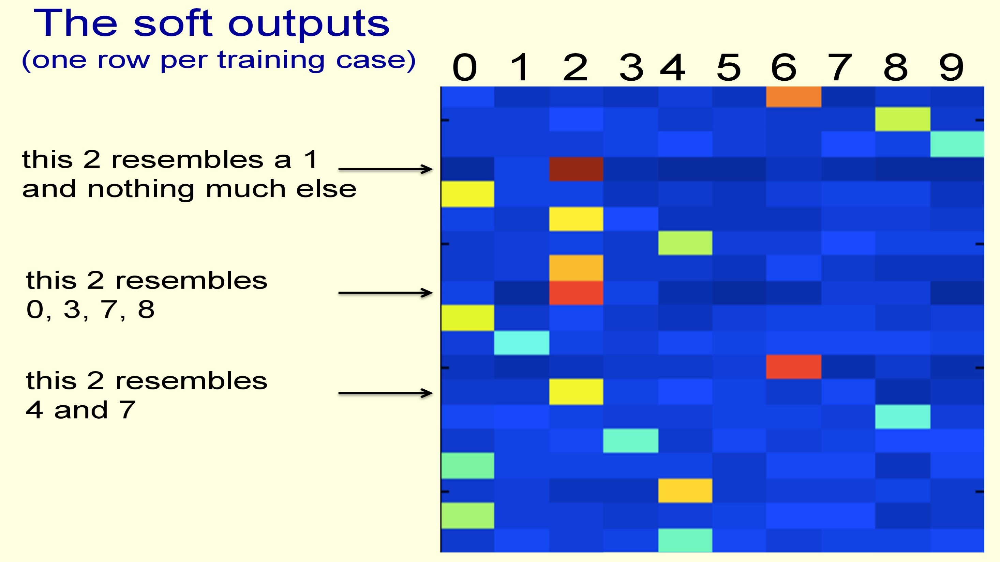 The soft outputs
(one row per training case)
0 1 2 3 4 5 6 7 8 9
this 2 resembles a 1
and nothing much else
this 2 resembles
0, 3, 7, 8
this 2 resembles
4 and 7